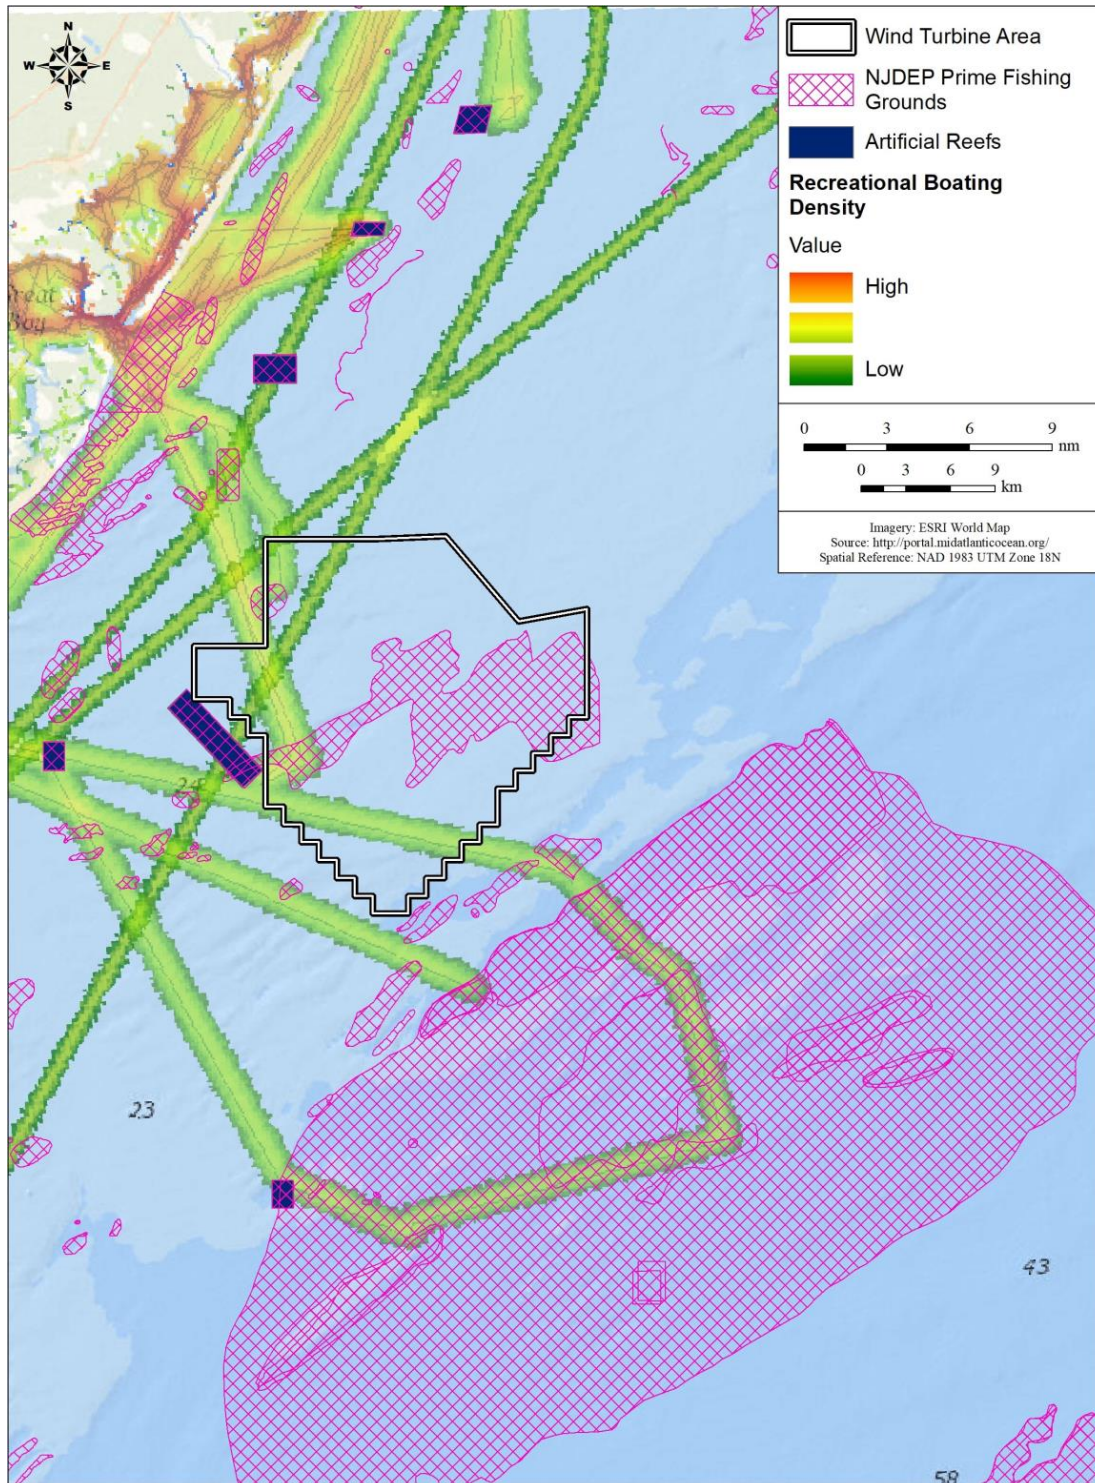 N
W E
S
Wind Turbine Area
NJDEP Prime Fishing
Grounds
Artificial Reefs
Recreational Boating
Density
Value
High
Low
0 3 6 9
nm
0 3 6 9
km
Imagery: ESRI World Map
Source: http://portal.midatlanticocean.org/
Spatial Reference: NAD 1983 UTM Zone 18N
23
43
58